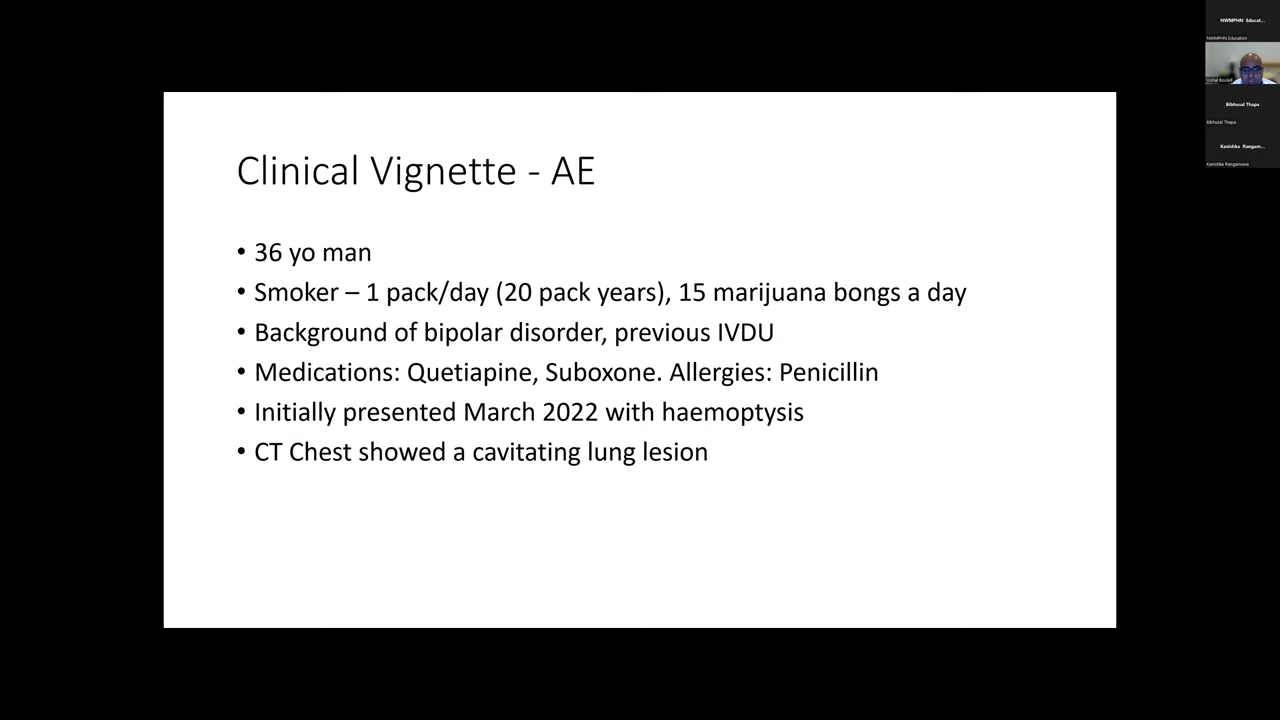 Clinical Vignette - AE
• 36 yo man
• Smoker – 1 pack/day (20 pack years), 15 marijuana bongs a day
• Background of bipolar disorder, previous IVDU
• Medications: Quetiapine, Suboxone. Allergies: Penicillin
• Initially presented March 2022 with haemoptysis
• CT Chest showed a cavitating lung lesion
NWMPHN Educat...
NWMPHN Education
Bibhusal Thapa
Bibhusal Thapa
Kanishka Rangam...
Kanishka Rangamuwa